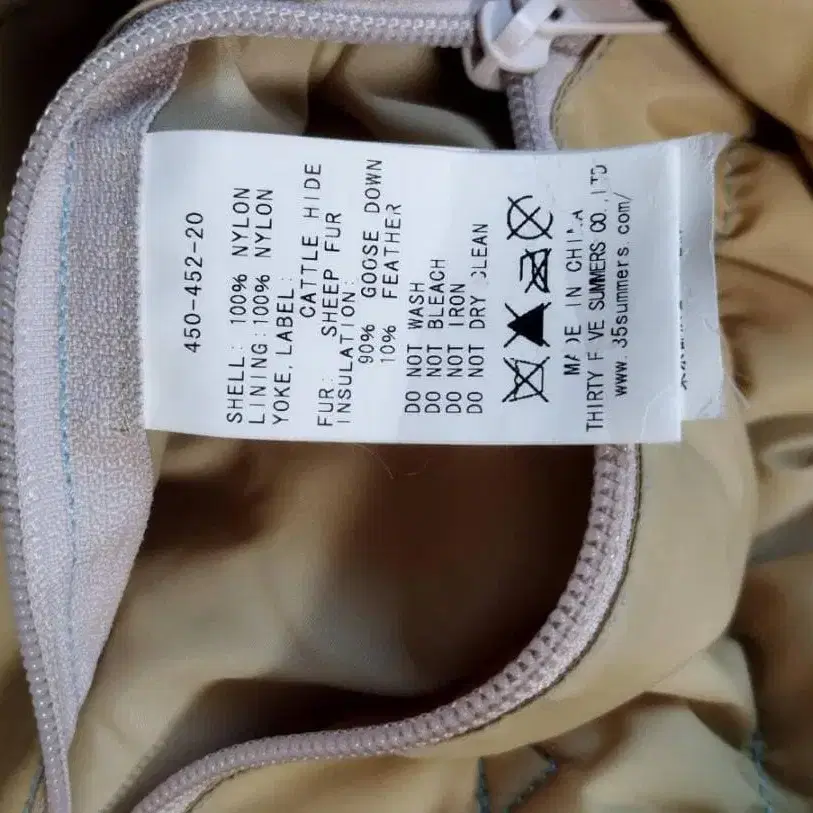 450-452-20
SHELL: 100% NYLON
LINING:100% NYLON
YOKE, LABEL:
CATTLE HIDE
FUR: SHEEP FUR
INSULATION:
90% GOOSE DOWN
10% FEATHER
DO NOT WASH
DO NOT BLEACH
DO NOT IRON
DO NOT DRY CLEAN
MADE IN CHINA
THIRTY FIVE SUMMERS CO.,LTD
www.35summers.com/